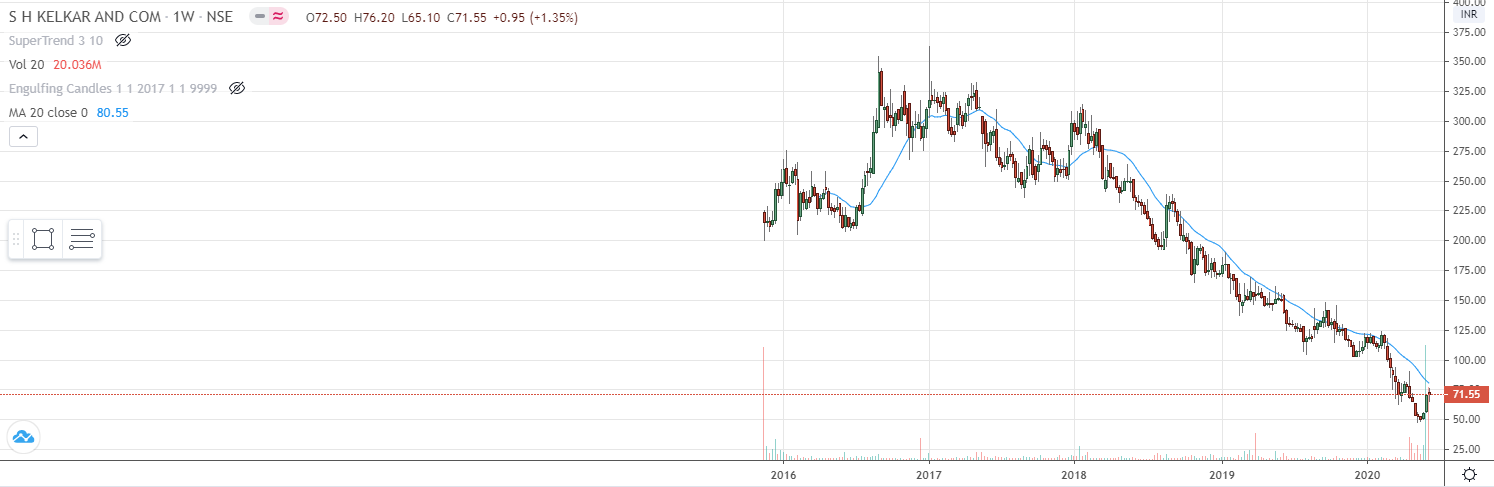 S H KELKAR AND COM · 1W · NSE O72.50 H76.20 L65.10 C71.55 +0.95 (+1.35%)
SuperTrend 3 10
Vol 20 20.036M
Engulfing Candles 1 1 2017 1 1 9999
MA 20 close 0 80.55
400.00
INR
375.00
350.00
325.00
300.00
275.00
250.00
225.00
200.00
175.00
150.00
125.00
100.00
71.55
50.00
25.00
2016 2017 2018 2019 2020